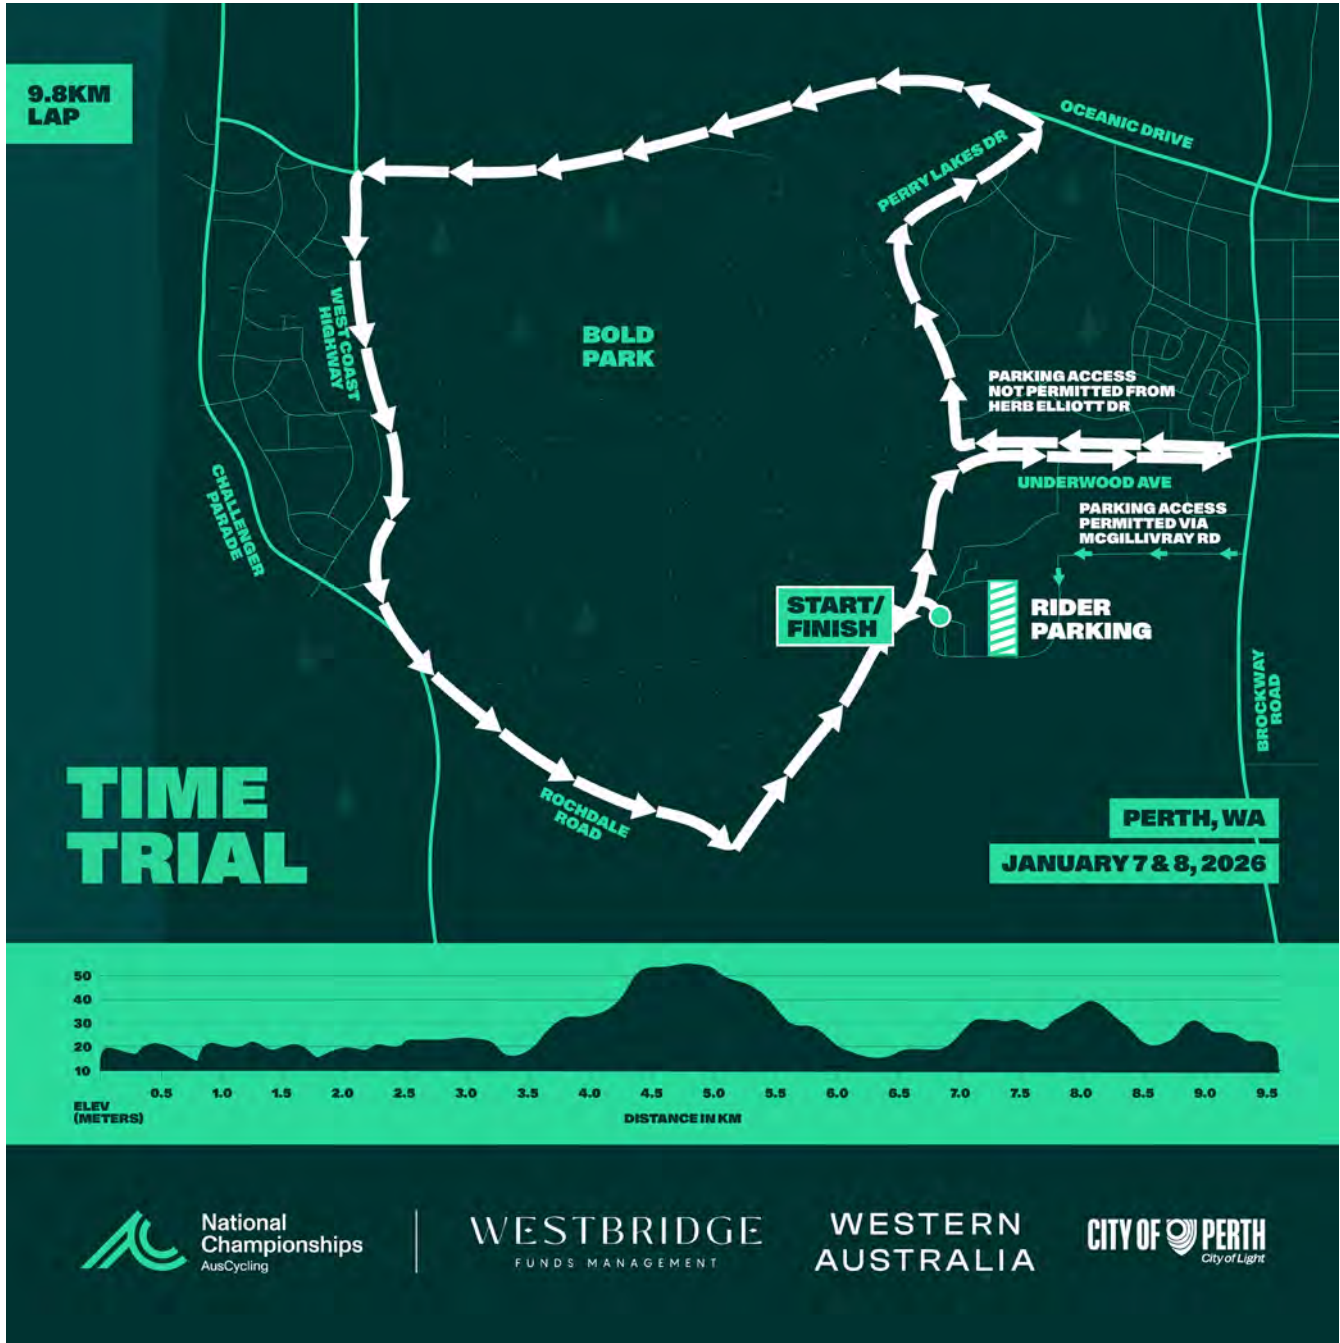 9.8KM
LAP
OCEANIC DRIVE
PERRY LAKES DR
WEST COAST
HIGHWAY
BOLD
PARK
PARKING ACCESS
NOT PERMITTED FROM
HERB ELLIOTT DR
UNDERWOOD AVE
CHALLENGER
PARADE
PARKING ACCESS
PERMITTED VIA
MCGILLIVRAY RD
START/
FINISH
RIDER
PARKING
BROCKWAY
ROAD
ROCHDALE
ROAD
TIME
TRIAL
PERTH, WA
JANUARY 7 & 8, 2026
50
40
30
20
10
0.5 1.0 1.5 2.0 2.5 3.0 3.5 4.0 4.5 5.0 5.5 6.0 6.5 7.0 7.5 8.0 8.5 9.0 9.5
ELEV
(METERS)
DISTANCE IN KM
National
Championships
AusCycling
WESTBRIDGE
FUNDS MANAGEMENT
WESTERN
AUSTRALIA
CITY OF PERTH
City of Light